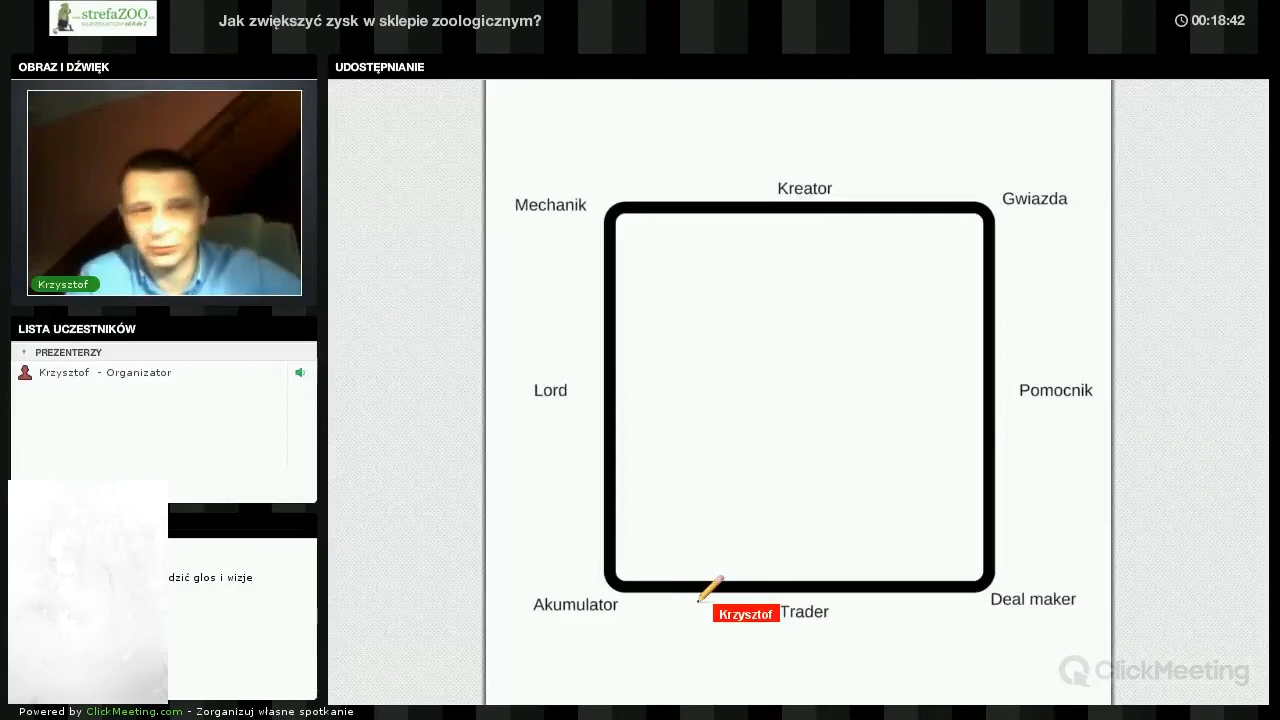 strefaZOO.pl
Jak zwiększyć zysk w sklepie zoologicznym?
00:18:42
OBRAZ I DŹWIĘK
UDOSTĘPNIANIE
Krzysztof
LISTA UCZESTNIKÓW
PREZENTERZY
Krzysztof - Organizator
dzić glos i wizje
Mechanik
Kreator
Gwiazda
Lord
Pomocnik
Akumulator
Krzysztof
Trader
Deal maker
ClickMeeting
Powered by ClickMeeting.com - Zorganizuj własne spotkanie